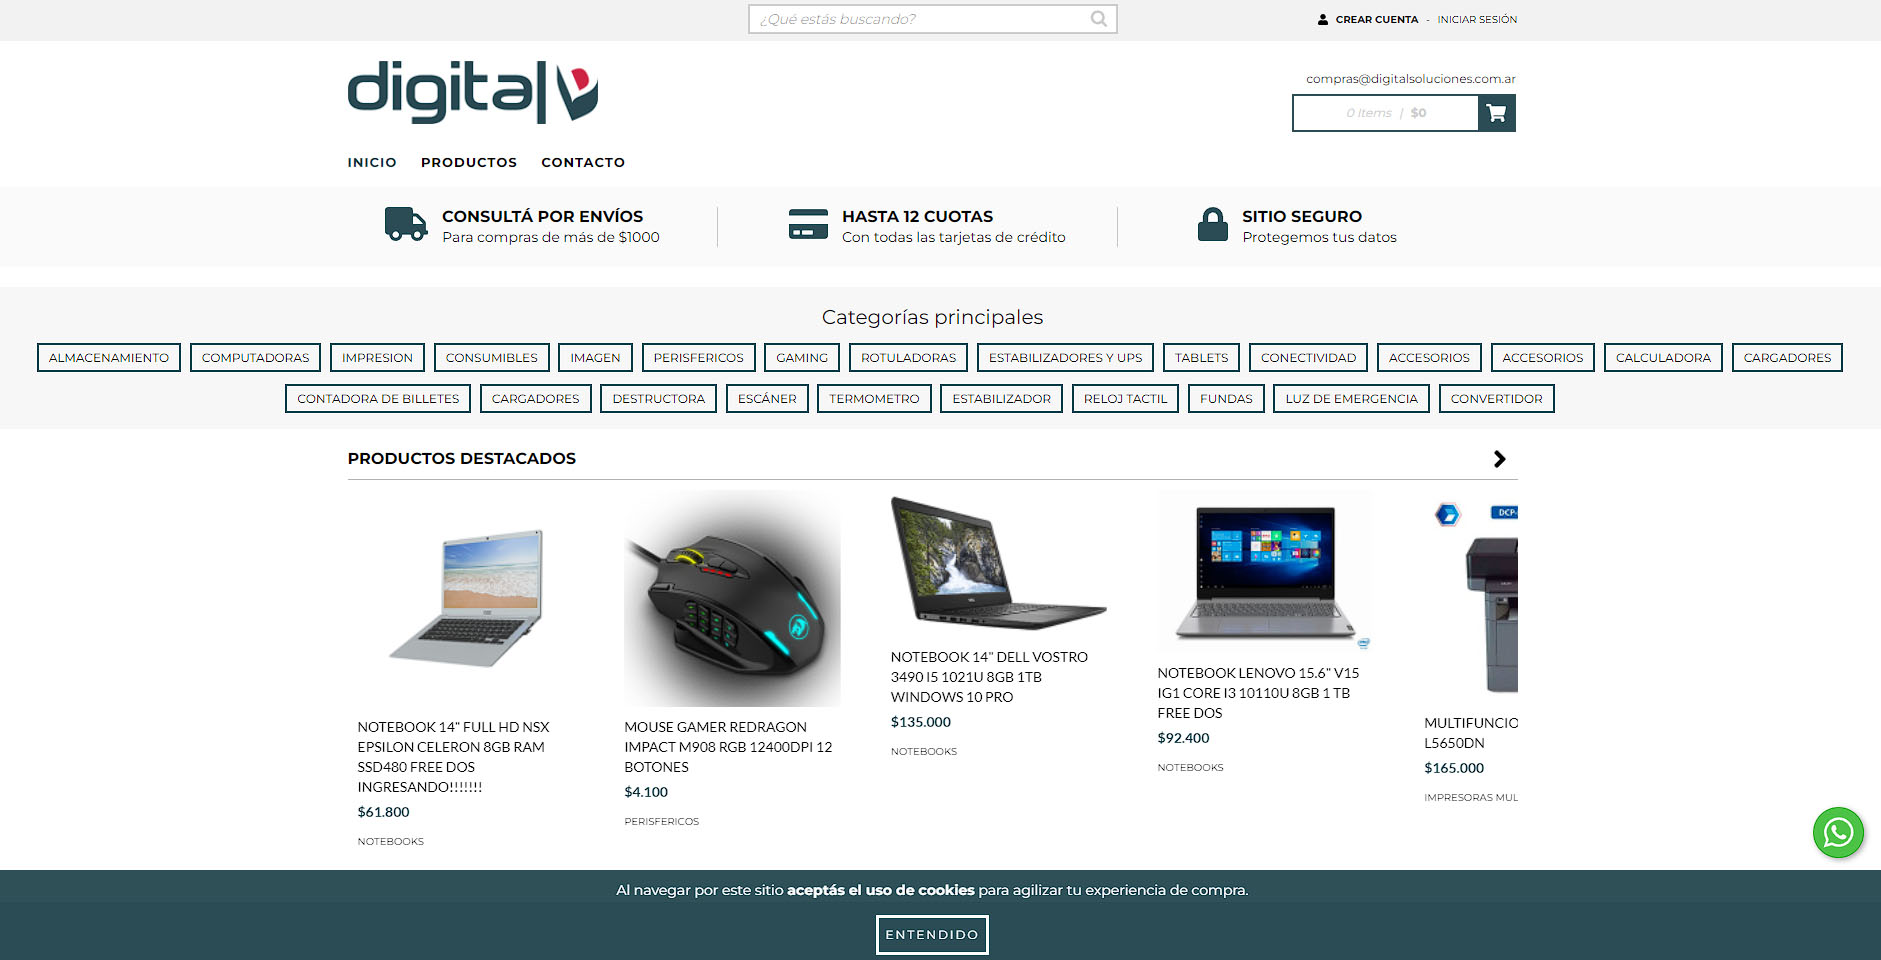 ¿Qué estás buscando?
CREAR CUENTA - INICIAR SESIÓN
digital
compras@digitalsoluciones.com.ar
0 Items | $0
INICIO PRODUCTOS CONTACTO
CONSULTÁ POR ENVÍOS
Para compras de más de $1000
HASTA 12 CUOTAS
Con todas las tarjetas de crédito
SITIO SEGURO
Protegemos tus datos
Categorías principales
ALMACENAMIENTO COMPUTADORAS IMPRESION CONSUMIBLES IMAGEN PERISFERICOS GAMING ROTULADORAS ESTABILIZADORES Y UPS TABLETS CONECTIVIDAD ACCESORIOS ACCESORIOS CALCULADORA CARGADORES
CONTADORA DE BILLETES CARGADORES DESTRUCTORA ESCÁNER TERMOMETRO ESTABILIZADOR RELOJ TACTIL FUNDAS LUZ DE EMERGENCIA CONVERTIDOR
PRODUCTOS DESTACADOS
NOTEBOOK 14" FULL HD NSX
EPSILON CELERON 8GB RAM
SSD480 FREE DOS
INGRESANDO!!!!!!!
$61.800
NOTEBOOKS
MOUSE GAMER REDRAGON
IMPACT M908 RGB 12400DPI 12
BOTONES
$4.100
PERISFERICOS
NOTEBOOK 14" DELL VOSTRO
3490 I5 1021U 8GB 1TB
WINDOWS 10 PRO
$135.000
NOTEBOOKS
NOTEBOOK LENOVO 15.6" V15
IG1 CORE I3 10110U 8GB 1 TB
FREE DOS
$92.400
NOTEBOOKS
DCP-
MULTIFUNCIO
L5650DN
$165.000
IMPRESORAS MUL
Al navegar por este sitio aceptás el uso de cookies para agilizar tu experiencia de compra.
ENTENDIDO